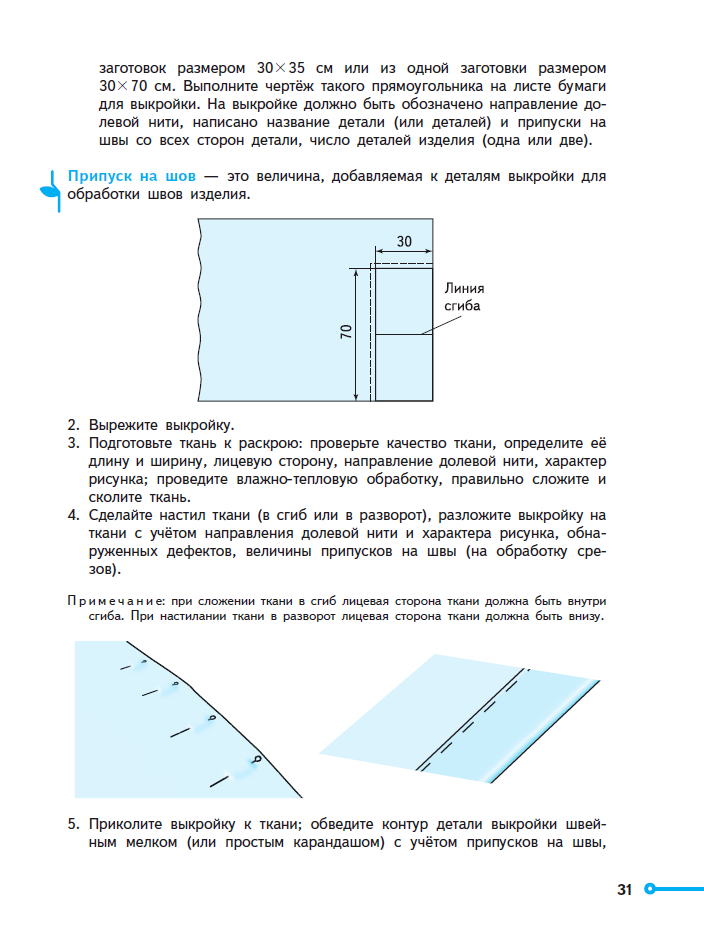 заготовок размером 30×35 см или из одной заготовки размером
30×70 см. Выполните чертёж такого прямоугольника на листе бумаги
для выкройки. На выкройке должно быть обозначено направление до-
левой нити, написано название детали (или деталей) и припуски на
швы со всех сторон детали, число деталей изделия (одна или две).
Припуск на шов — это величина, добавляемая к деталям выкройки для
обработки швов изделия.
30
Линия
сгиба
70
2. Вырежите выкройку.
3. Подготовьте ткань к раскрою: проверьте качество ткани, определите её
длину и ширину, лицевую сторону, направление долевой нити, характер
рисунка; проведите влажно-тепловую обработку, правильно сложите и
сколите ткань.
4. Сделайте настил ткани (в сгиб или в разворот), разложите выкройку на
ткани с учётом направления долевой нити и характера рисунка, обна-
руженных дефектов, величины припусков на швы (на обработку сре-
зов).
Примечание: при сложении ткани в сгиб лицевая сторона ткани должна быть внутри
сгиба. При настилании ткани в разворот лицевая сторона ткани должна быть внизу.
5. Приколите выкройку к ткани; обведите контур детали выкройки швей-
ным мелком (или простым карандашом) с учётом припусков на швы,
31